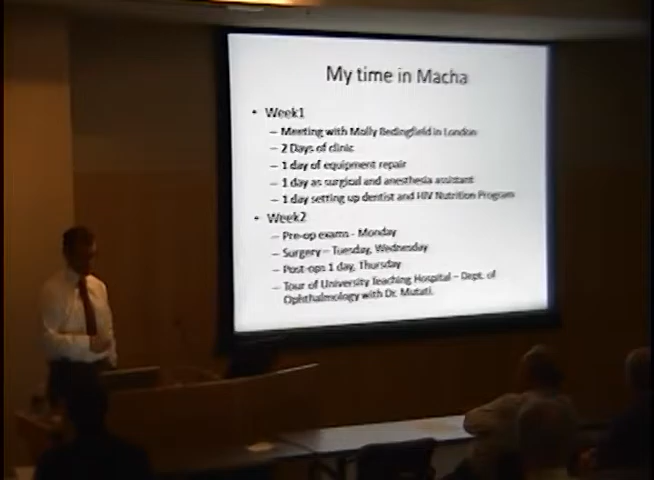 My time in Macha
• Week1
– Meeting with Molly Bedingfield in London
– 2 Days of clinic
– 1 day of equipment repair
– 1 day as surgical and anesthesia assistant
– 1 day setting up dentist and HIV Nutrition Program
• Week2
– Pre-op exams - Monday
– Surgery – Tuesday, Wednesday
– Post-ops 1 day, Thursday
– Tour of University Teaching Hospital – Dept. of
Ophthalmology with Dr. Mutati.